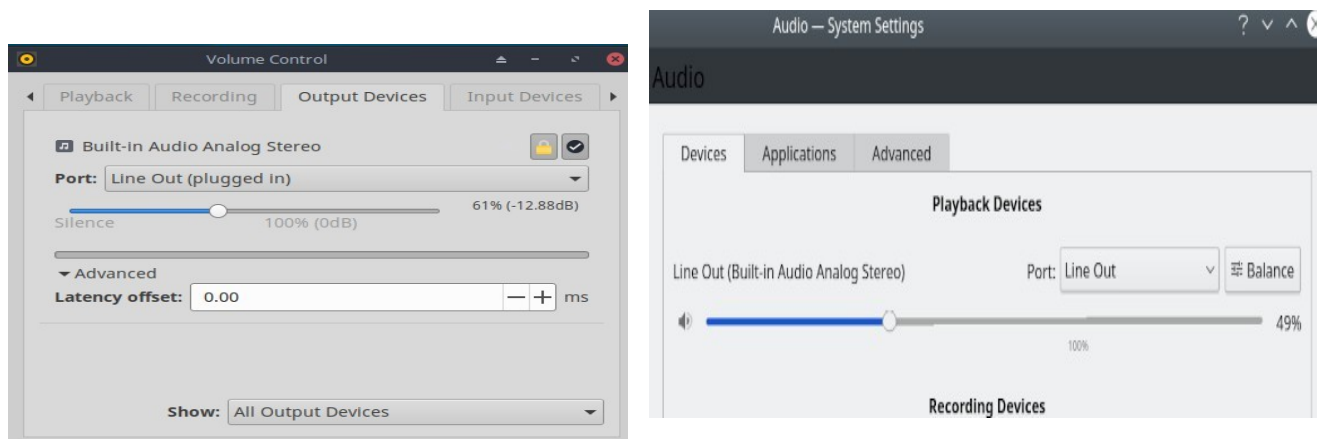 Volume Control
Playback Recording Output Devices Input Devices
Built-in Audio Analog Stereo
Port: Line Out (plugged in)
61% (-12.88dB)
Silence 100% (0dB)
Advanced
Latency offset: 0.00 ms
Show: All Output Devices
Audio — System Settings
Audio
Devices Applications Advanced
Playback Devices
Line Out (Built-in Audio Analog Stereo) Port: Line Out Balance
49%
100%
Recording Devices